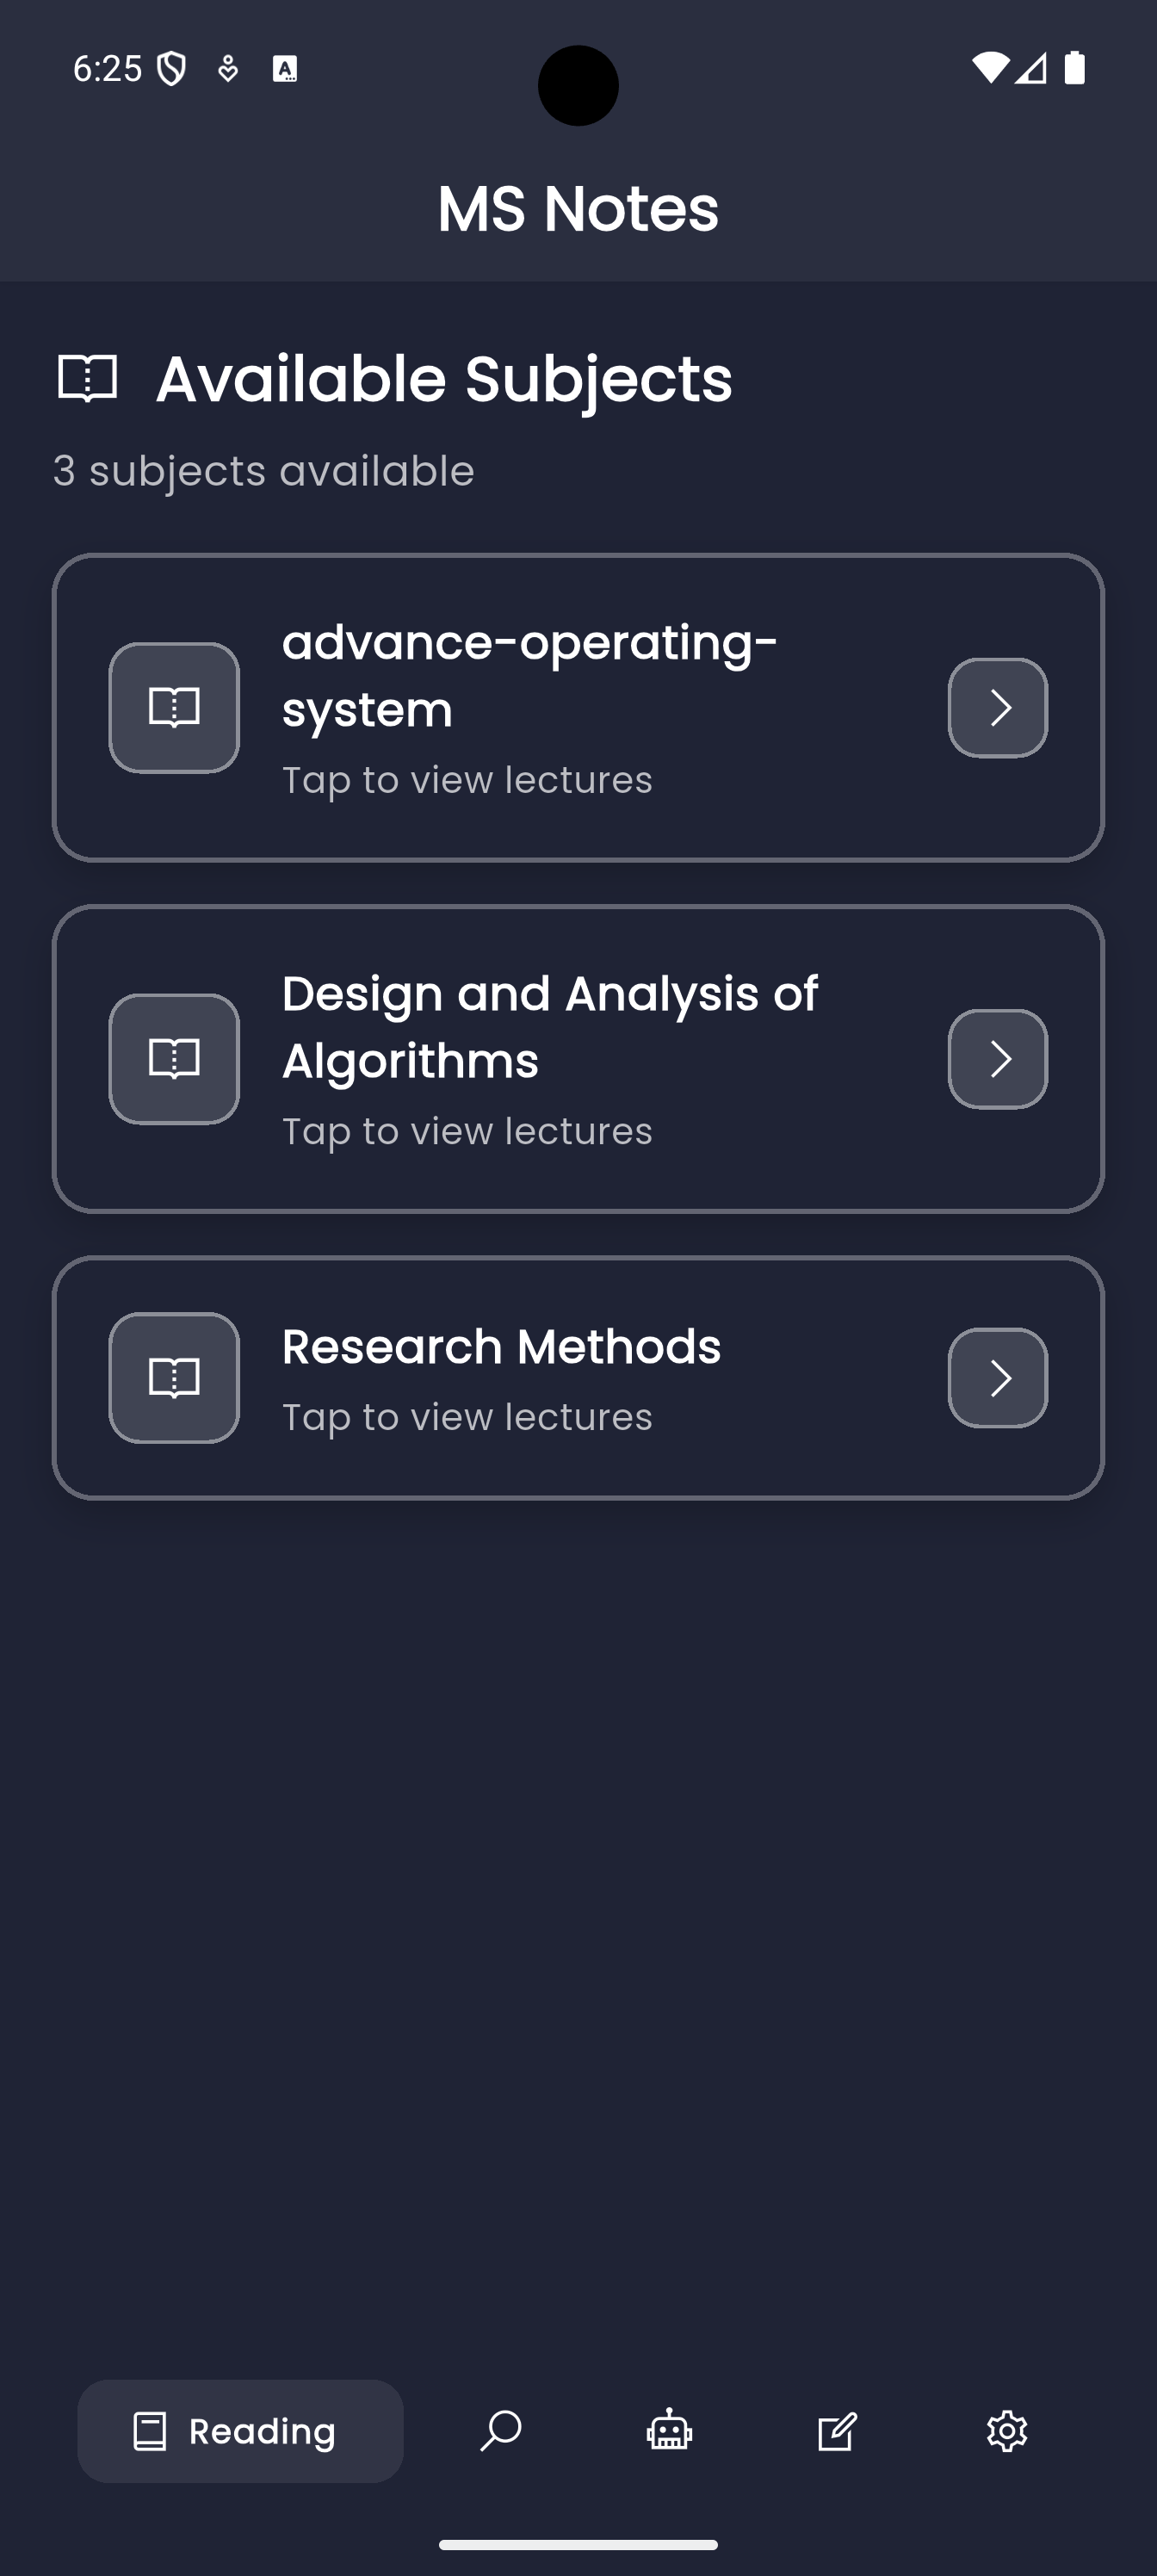 6:25
MS Notes
Available Subjects
3 subjects available
advance-operating-
system
Tap to view lectures
Design and Analysis of
Algorithms
Tap to view lectures
Research Methods
Tap to view lectures
Reading